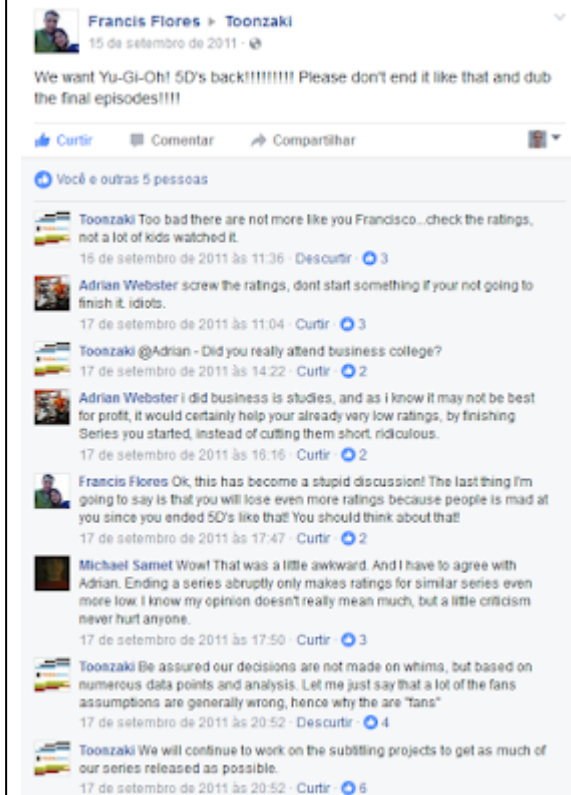 Francis Flores ▸ Toonzaki
15 de setembro de 2011 ·
We want Yu-Gi-Oh! 5D's back!!!!!!!!! Please don't end it like that and dub
the final episodes!!!!
Curtir Comentar Compartilhar
Você e outras 5 pessoas
Toonzaki Too bad there are not more like you Francisco...check the ratings,
not a lot of kids watched it.
16 de setembro de 2011 às 11:36 · Descurtir · 3
Adrian Webster screw the ratings, dont start something if your not going to
finish it. idiots.
17 de setembro de 2011 às 11:04 · Curtir · 3
Toonzaki @Adrian - Did you really attend business college?
17 de setembro de 2011 às 14:22 · Curtir · 2
Adrian Webster i did business is studies, and as i know it may not be best
for profit, it would certainly help your already very low ratings, by finishing
Series you started, instead of cutting them short. ridiculous.
17 de setembro de 2011 às 16:16 · Curtir · 2
Francis Flores Ok, this has become a stupid discussion! The last thing I'm
going to say is that you will lose even more ratings because people is mad at
you since you ended 5D's like that! You should think about that!
17 de setembro de 2011 às 17:47 · Curtir · 2
Michael Samet Wow! That was a little awkward. And I have to agree with
Adrian. Ending a series abruptly only makes ratings for similar series even
more low. I know my opinion doesn't really mean much, but a little criticism
never hurt anyone.
17 de setembro de 2011 às 17:50 · Curtir · 3
Toonzaki Be assured our decisions are not made on whims, but based on
numerous data points and analysis. Let me just say that a lot of the fans
assumptions are generally wrong, hence why the are "fans"
17 de setembro de 2011 às 20:52 · Descurtir · 4
Toonzaki We will continue to work on the subtitling projects to get as much of
our series released as possible.
17 de setembro de 2011 às 20:52 · Curtir · 6